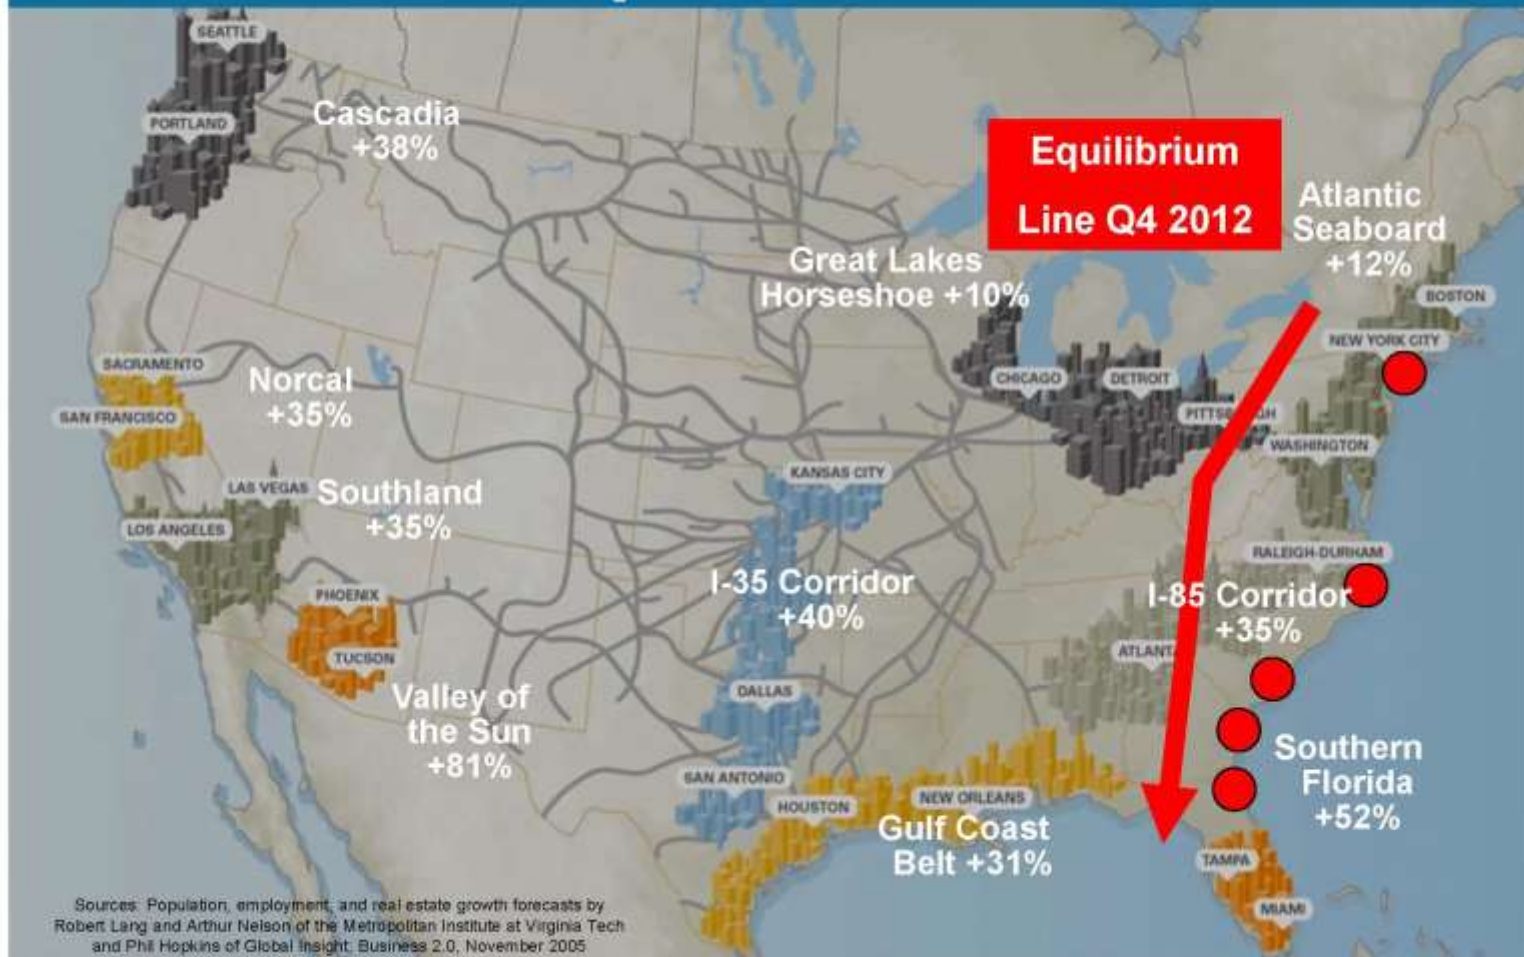 SEATTLE
PORTLAND
Cascadia
+38%
Equilibrium
Line Q4 2012
Atlantic
Seaboard
+12%
Great Lakes
Horseshoe +10%
BOSTON
NEW YORK CITY
SACRAMENTO
SAN FRANCISCO
Norcal
+35%
CHICAGO
DETROIT
WASHINGTON
KANSAS CITY
LAS VEGAS
Southland
+35%
LOS ANGELES
RALEIGH-DURHAM
I-35 Corridor
+40%
I-85 Corridor
+35%
PHOENIX
TUCSON
ATLANT
Valley of
the Sun
+81%
DALLAS
SAN ANTONIO
HOUSTON
NEW ORLEANS
Gulf Coast
Belt +31%
Southern
Florida
+52%
TAMPA
MIAMI
Sources: Population, employment, and real estate growth forecasts by
Robert Lang and Arthur Nelson of the Metropolitan Institute at Virginia Tech
and Phil Hopkins of Global Insight; Business 2.0, November 2005